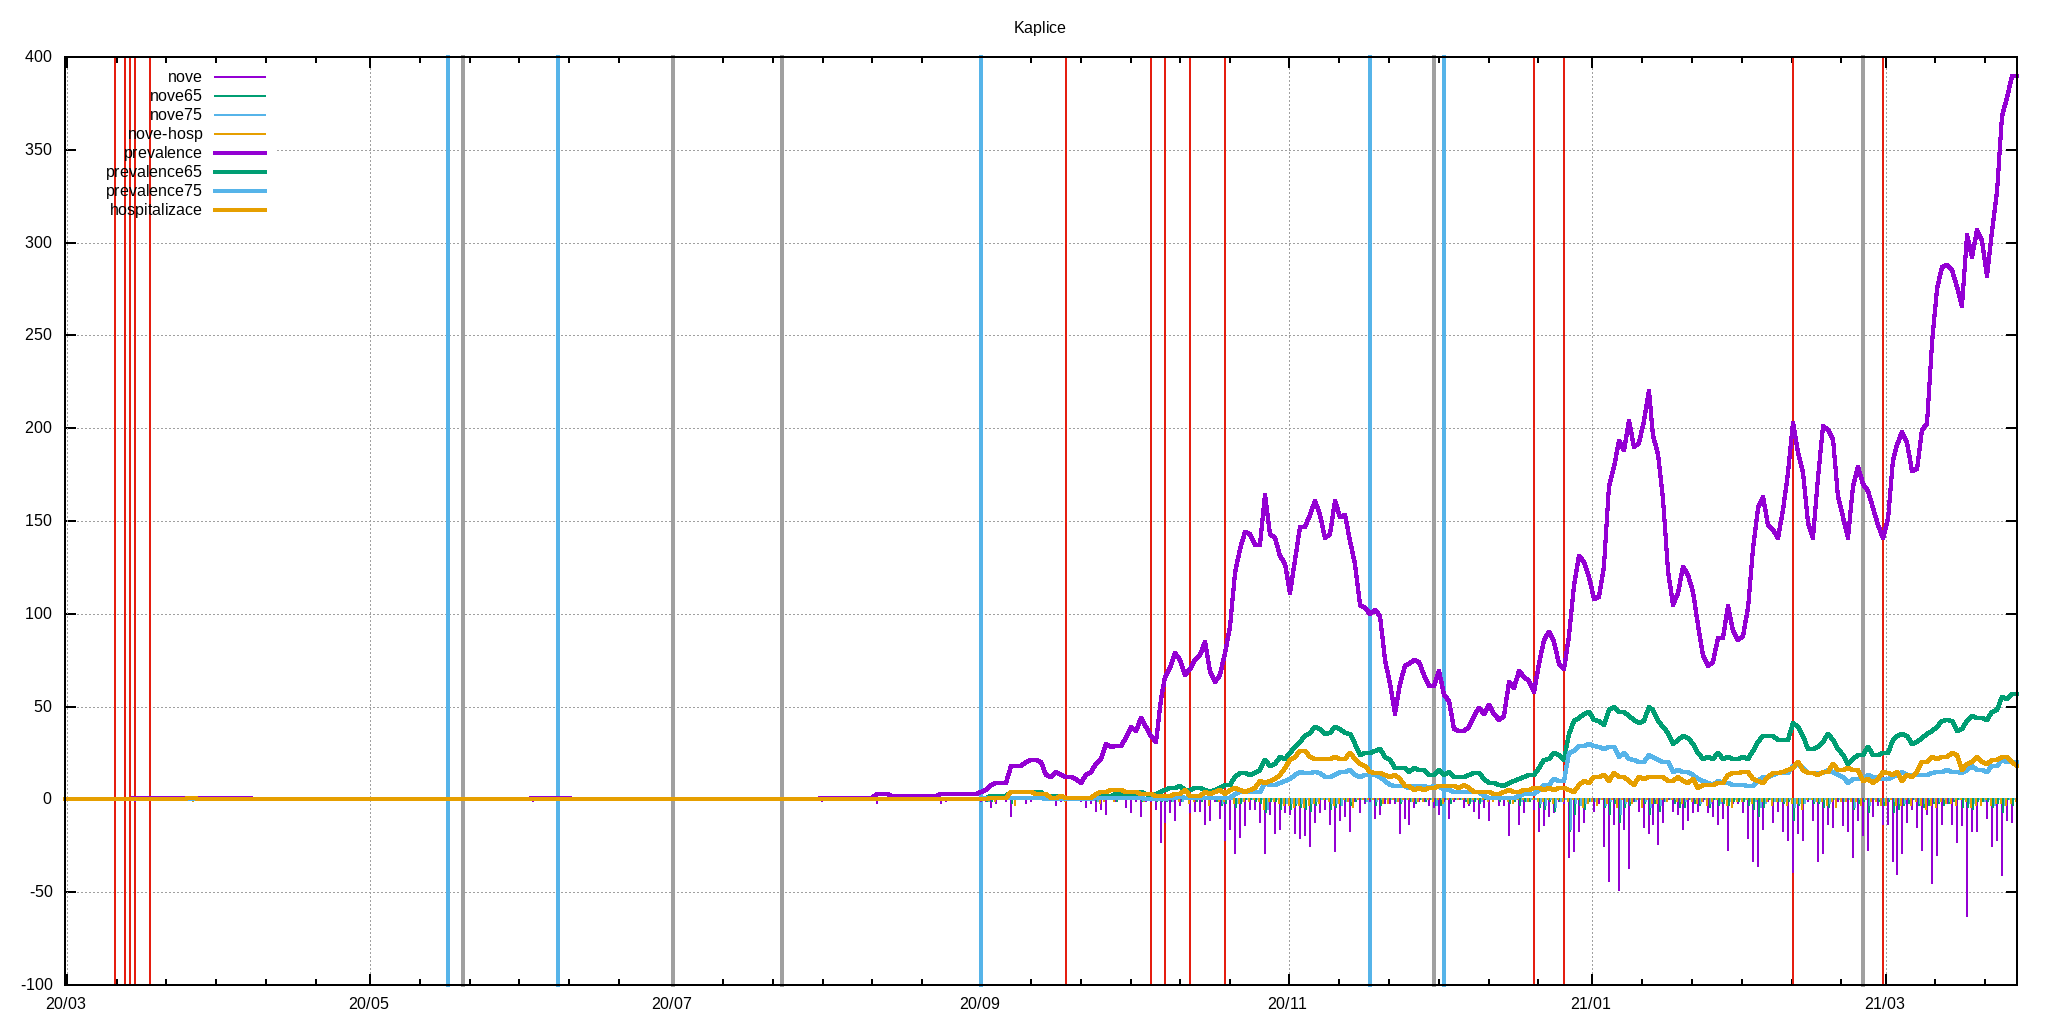 Kaplice
400
350
300
250
200
150
100
50
0
-50
-100
nove
nove65
nove75
nove-hosp
prevalence
prevalence65
prevalence75
hospitalizace
20/03 20/05 20/07 20/09 20/11 21/01 21/03